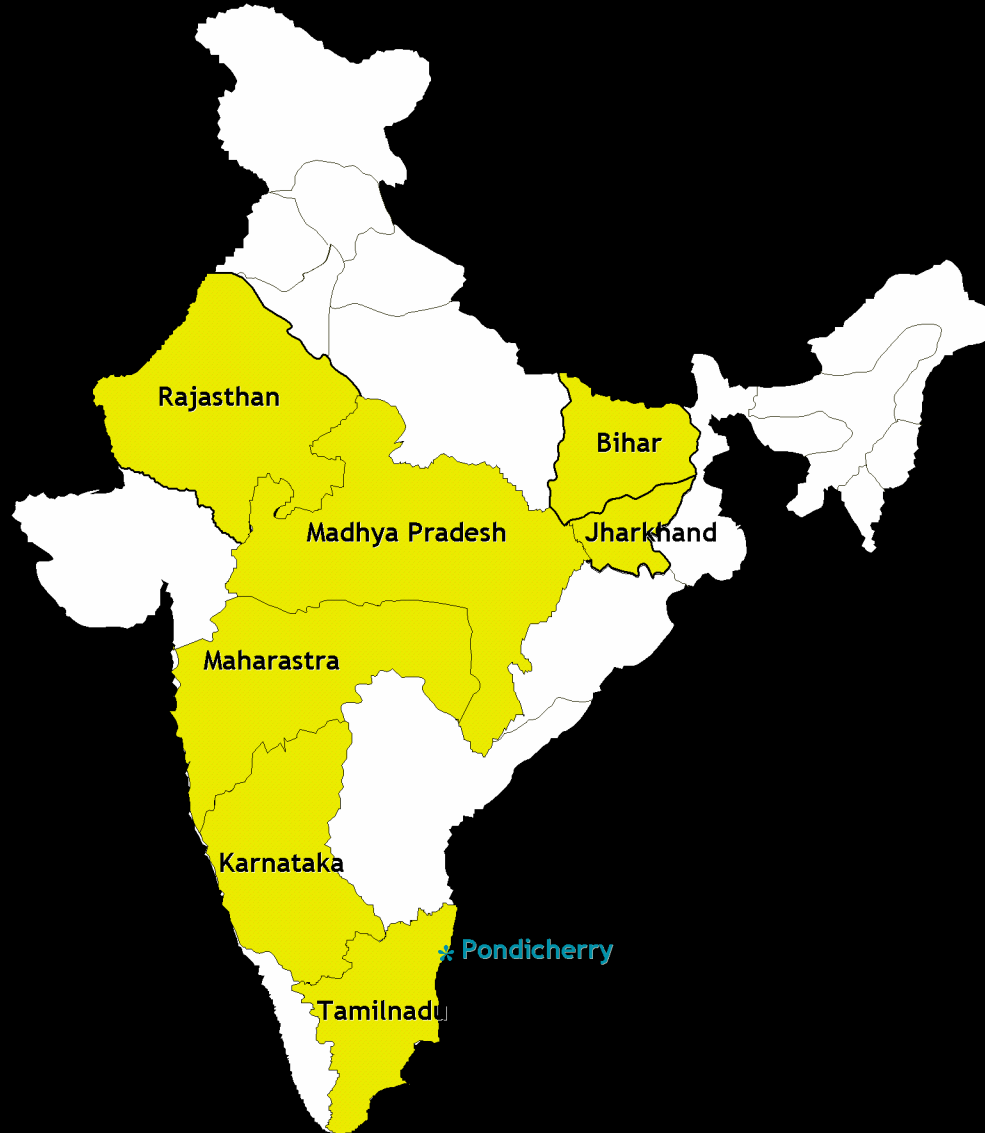 Rajasthan
Bihar
Madhya Pradesh
Jharkhand
Maharastra
Karnataka
* Pondicherry
Tamilnadu